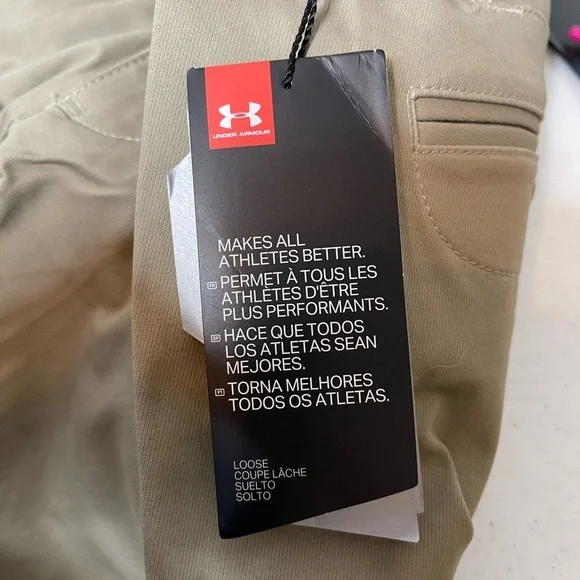 UNDER ARMOUR
MAKES ALL
ATHLETES BETTER.
FR PERMET À TOUS LES
ATHLÈTES D'ÊTRE
PLUS PERFORMANTS.
SP HACE QUE TODOS
LOS ATLETAS SEAN
MEJORES.
PT TORNA MELHORES
TODOS OS ATLETAS.
LOOSE
COUPE LÂCHE
SUELTO
SOLTO